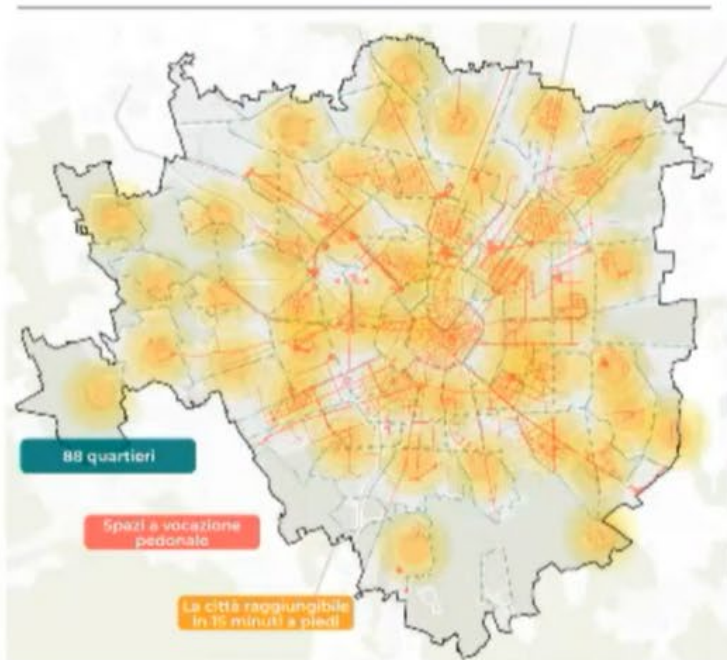 88 quartieri
Spazi a vocazione
pedonale
La città raggiungibile
in 15 minuti a piedi